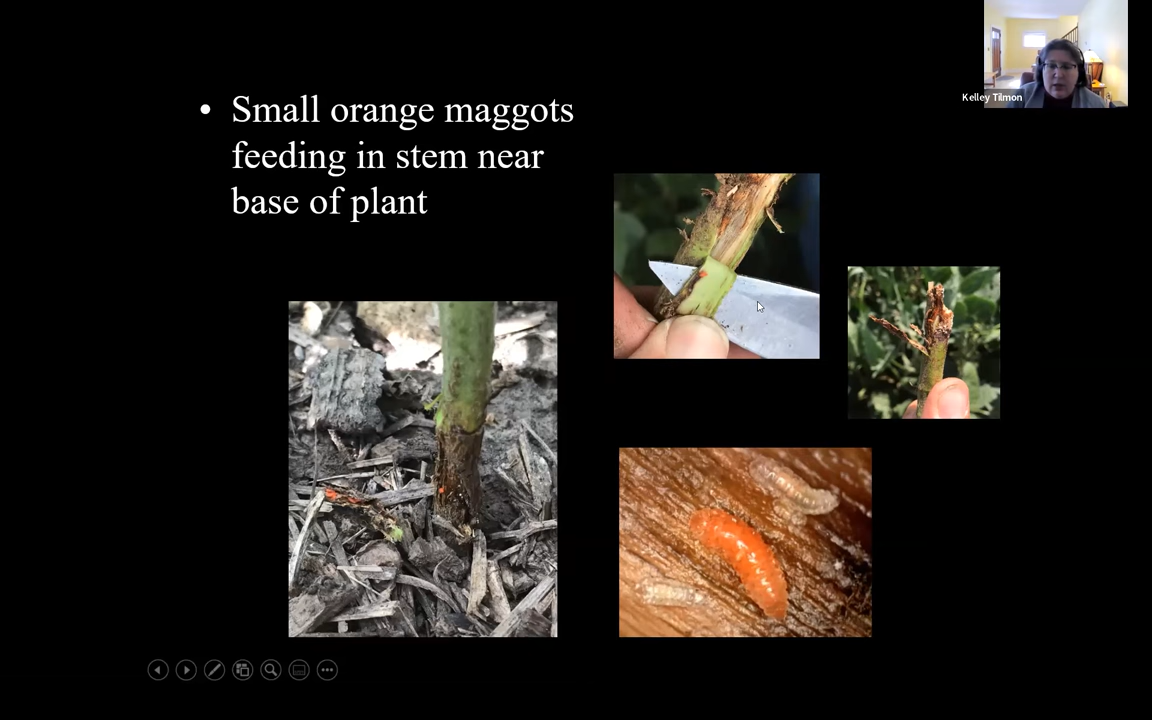 Kelley Tilmon
• Small orange maggots
feeding in stem near
base of plant